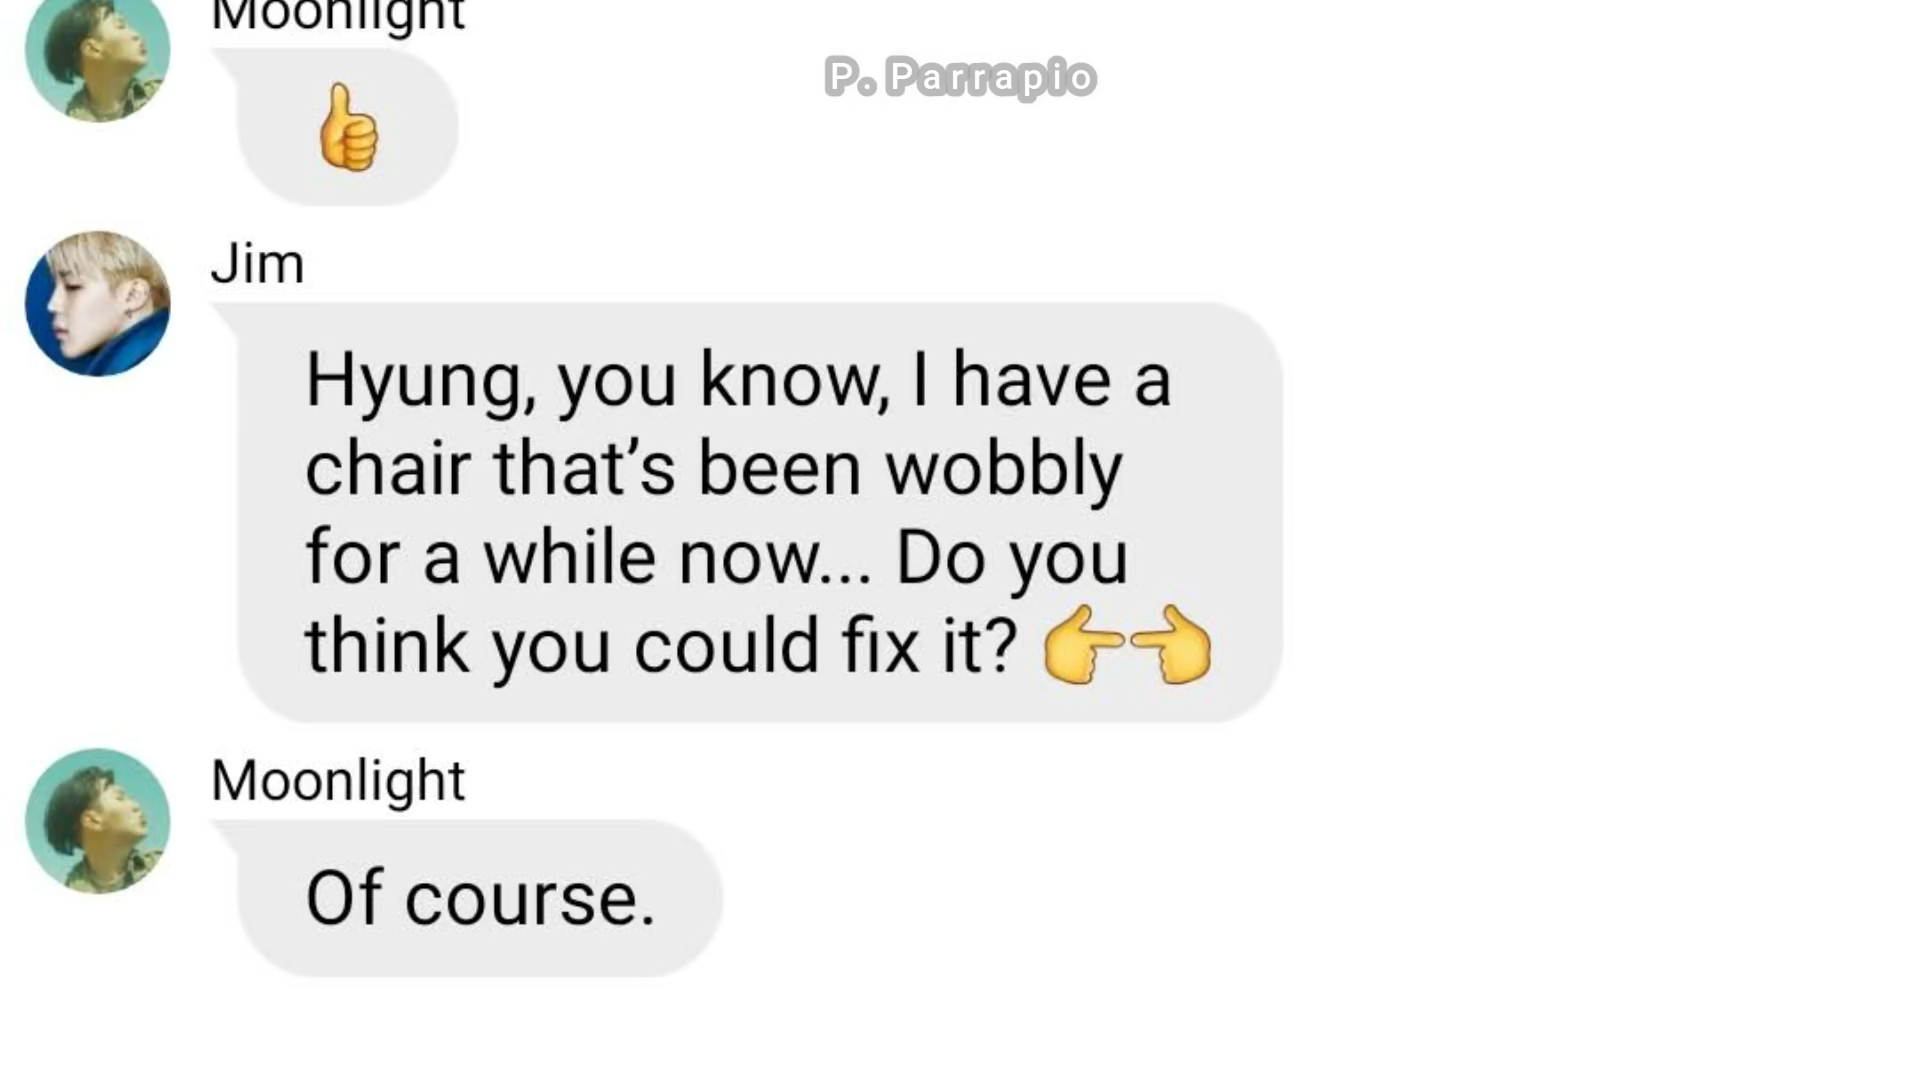 Moonlight
P. Parrapio
👍
Jim
Hyung, you know, I have a
chair that’s been wobbly
for a while now... Do you
think you could fix it? 👉👈
Moonlight
Of course.